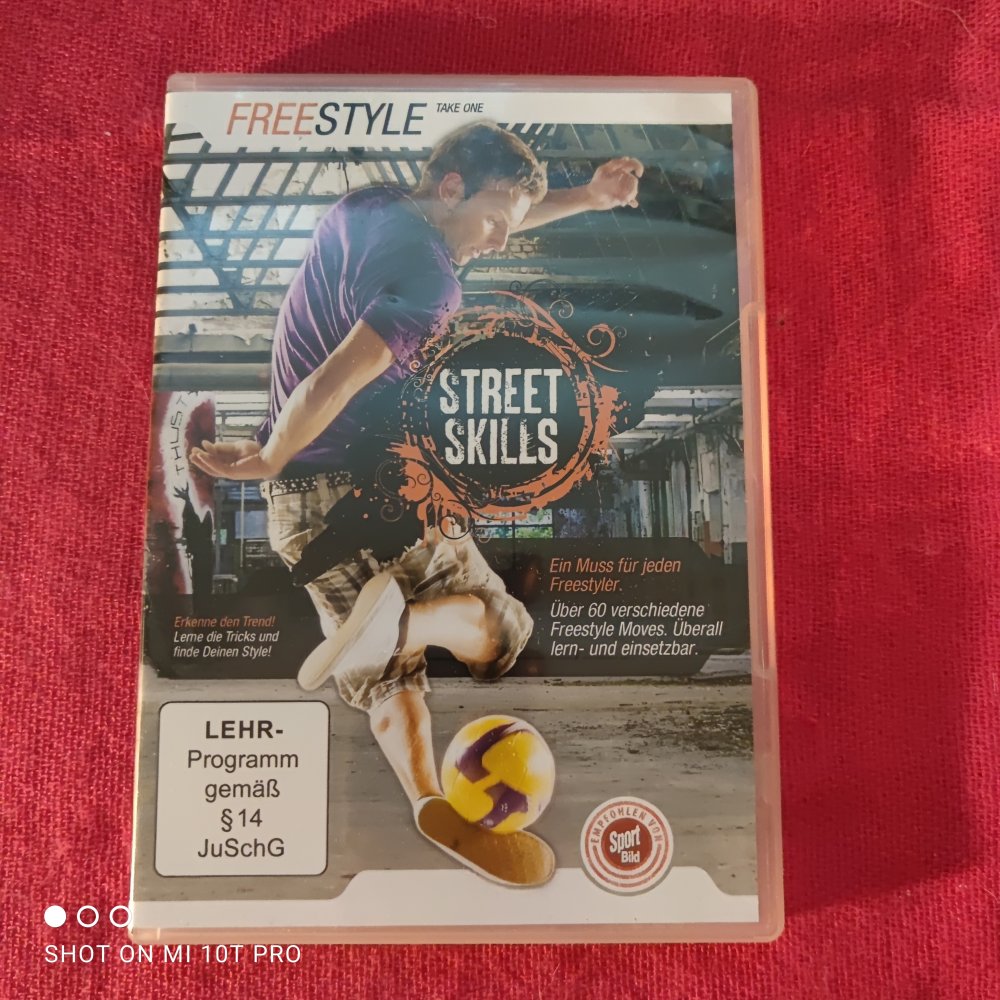 FREESTYLE TAKE ONE
THUST
STREET
SKILLS
Ein Muss für jeden
Freestyler.
Über 60 verschiedene
Freestyle Moves. Überall
lern- und einsetzbar.
Erkenne den Trend!
Lerne die Tricks und
finde Deinen Style!
LEHR-
Programm
gemäß
§ 14
JuSchG
EMPFOHLEN VON
Sport
Bild
SHOT ON MI 10T PRO